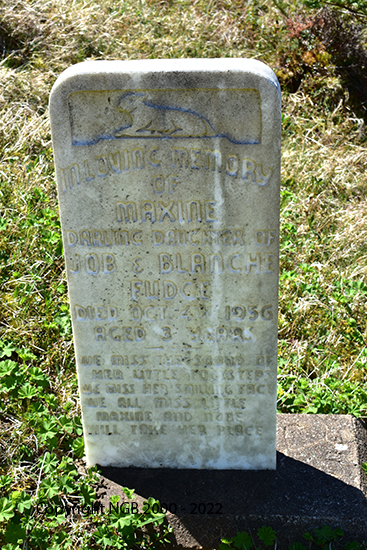 IN LOVING MEMORY
OF
MAXINE
DARLING DAUGHTER OF
JOB & BLANCHE
FUDGE
DIED OCT. 4, 1936
AGED 3 YEARS
WE MISS THE SOUND OF
HER LITTLE FOOTSTEPS
WE MISS HER SMILING FACE
WE ALL MISS LITTLE
MAXINE AND NONE
WILL TAKE HER PLACE
Copyright NGB 2000 - 2022